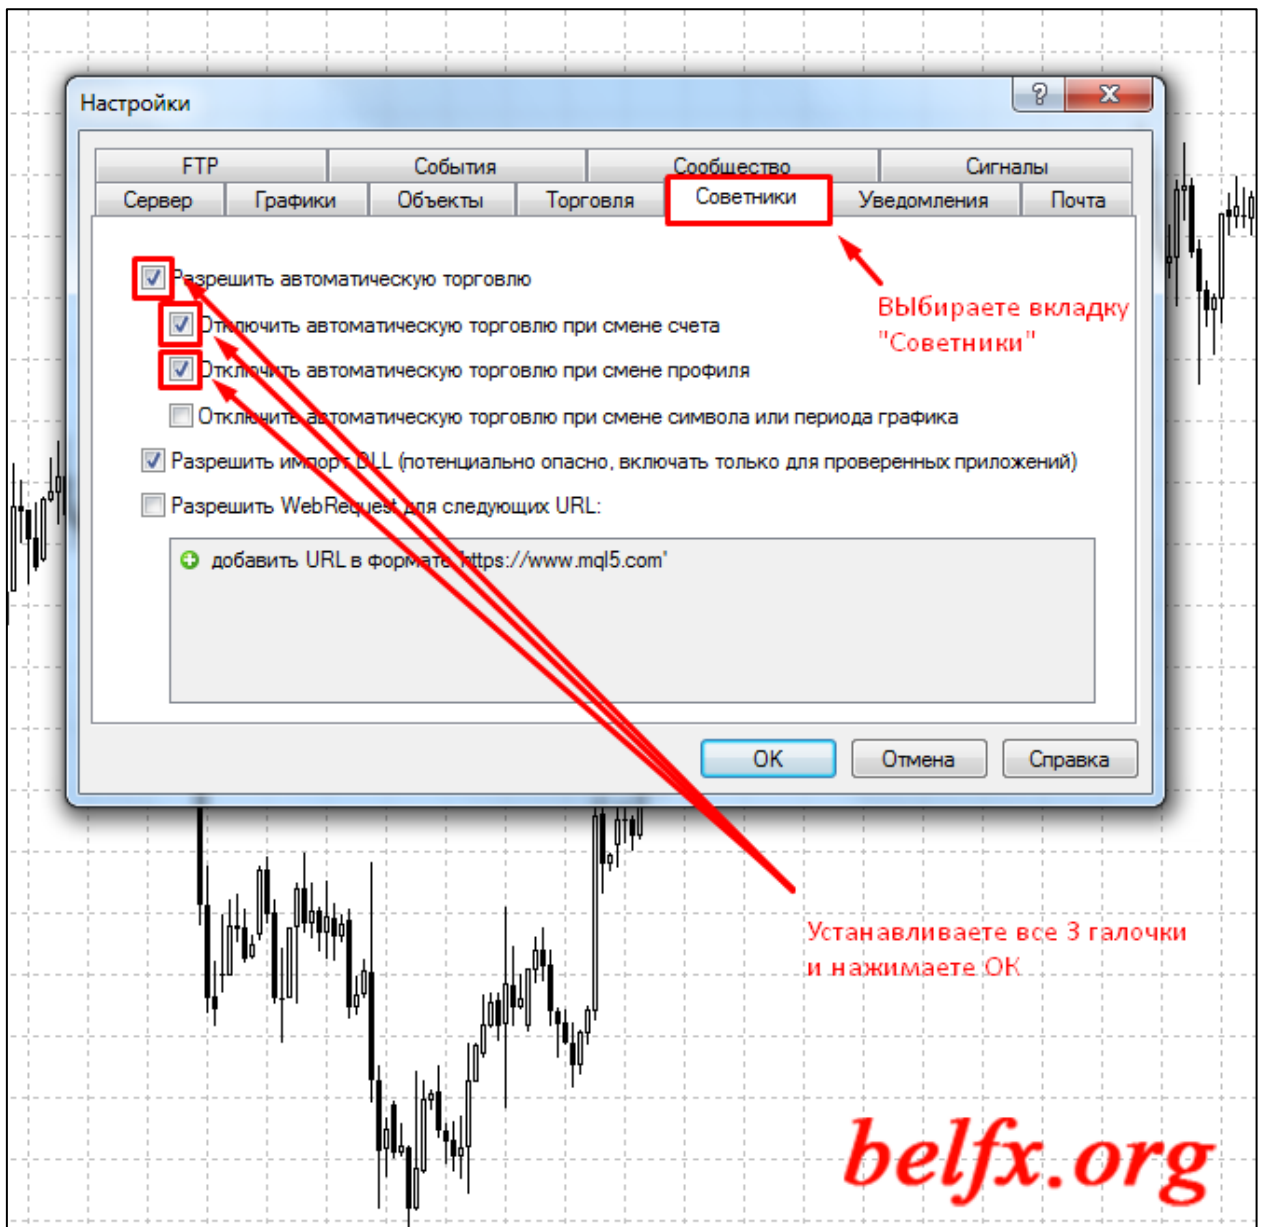 Настройки
FTP
События
Сообщество
Сигналы
Сервер
Графики
Объекты
Торговля
Советники
Уведомления
Почта
Разрешить автоматическую торговлю
Отключить автоматическую торговлю при смене счета
Отключить автоматическую торговлю при смене профиля
Отключить автоматическую торговлю при смене символа или периода графика
Разрешить импорт DLL (потенциально опасно, включать только для проверенных приложений)
Разрешить WebRequest для следующих URL:
добавить URL в формате 'https://www.mql5.com'
ВЫбираете вкладку
"Советники"
OK
Отмена
Справка
Устанавливаете все 3 галочки
и нажимаете ОК
belfx.org